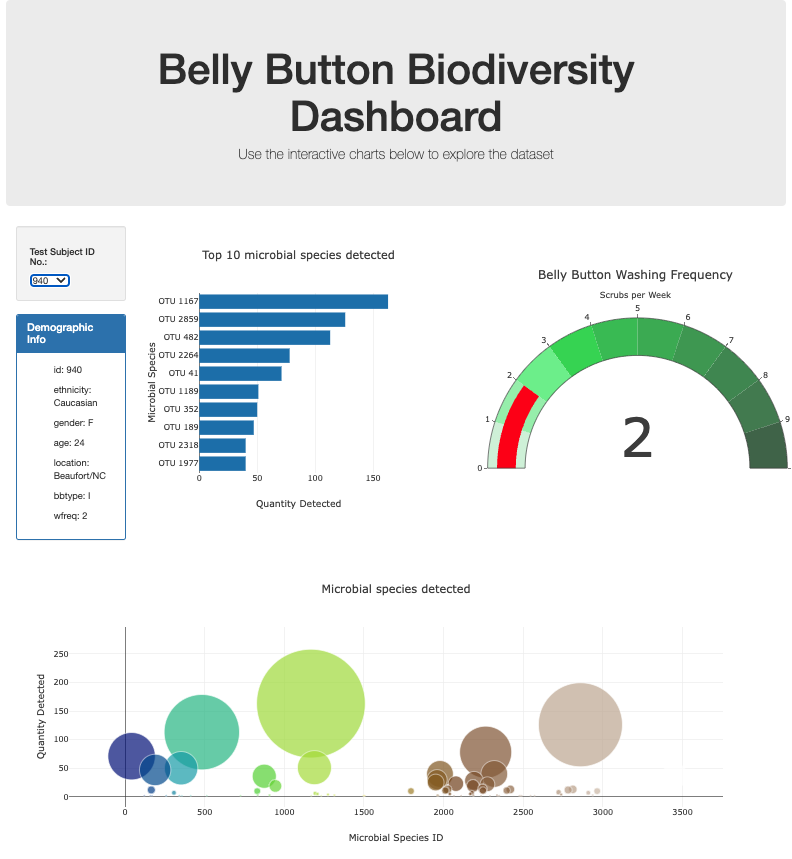 Belly Button Biodiversity
Dashboard
Use the interactive charts below to explore the dataset
Test Subject ID
No.:
940
Demographic
Info
id: 940
ethnicity:
Caucasian
gender: F
age: 24
location:
Beaufort/NC
bbtype: I
wfreq: 2
Top 10 microbial species detected
Microbial Species
OTU 1167
OTU 2859
OTU 482
OTU 2264
OTU 41
OTU 1189
OTU 352
OTU 189
OTU 2318
OTU 1977
0 50 100 150
Quantity Detected
Belly Button Washing Frequency
Scrubs per Week
0
1
2
3
4
5
6
7
8
9
2
Microbial species detected
Quantity Detected
250
200
150
100
50
0
0 500 1000 1500 2000 2500 3000 3500
Microbial Species ID